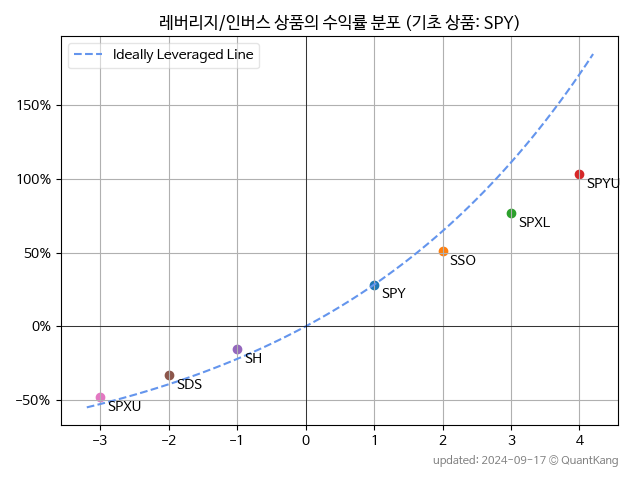 레버리지/인버스 상품의 수익률 분포 (기초 상품: SPY)
Ideally Leveraged Line
150%
100%
50%
0%
−50%
SPYU
SPXL
SSO
SPY
SH
SDS
SPXU
−3 −2 −1 0 1 2 3 4
updated: 2024-09-17 © QuantKang